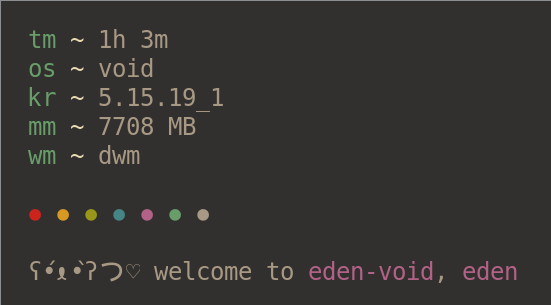 tm ~ 1h 3m
os ~ void
kr ~ 5.15.19_1
mm ~ 7708 MB
wm ~ dwm
● ● ● ● ● ● ●
ʕ•́ᴥ•̀ʔつ♡ welcome to eden-void, eden